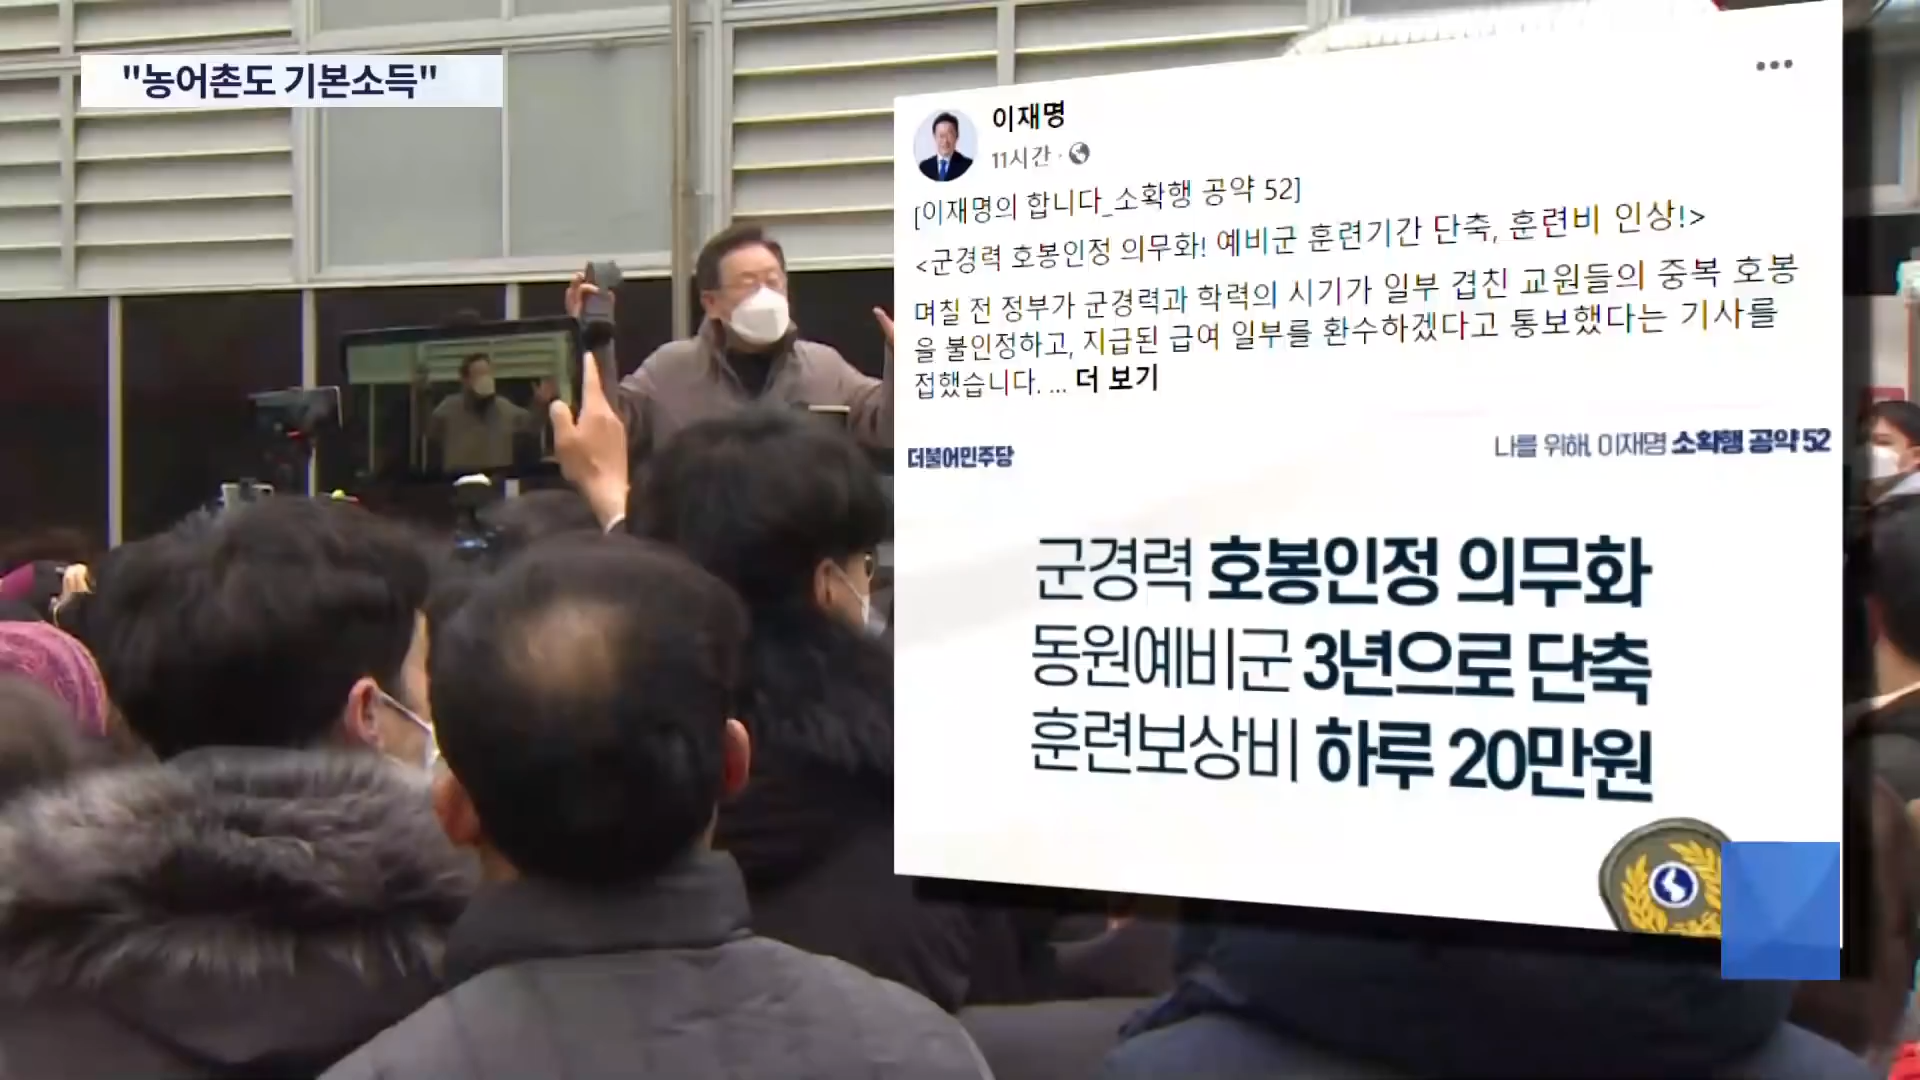 "농어촌도 기본소득"
이재명
11시간
[이재명의 합니다_소확행 공약 52]
<군경력 호봉인정 의무화! 예비군 훈련기간 단축, 훈련비 인상!>
며칠 전 정부가 군경력과 학력의 시기가 일부 겹친 교원들의 중복 호봉
을 불인정하고, 지급된 급여 일부를 환수하겠다고 통보했다는 기사를
접했습니다. ... 더 보기
더불어민주당
나를 위해, 이재명 소확행 공약 52
군경력 호봉인정 의무화
동원예비군 3년으로 단축
훈련보상비 하루 20만원